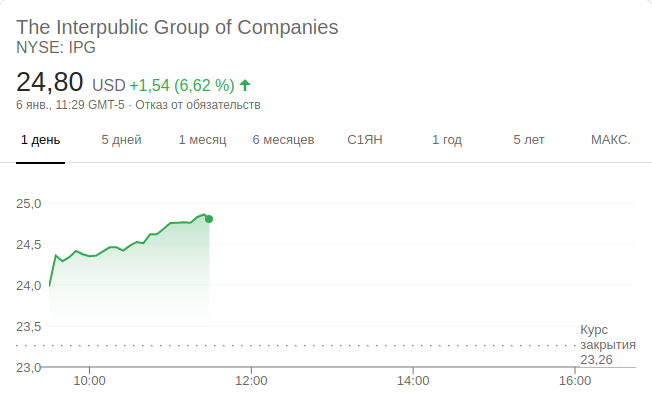 The Interpublic Group of Companies
NYSE: IPG
24,80 USD +1,54 (6,62 %)
6 янв., 11:29 GMT-5 · Отказ от обязательств
1 день 5 дней 1 месяц 6 месяцев С1ЯН 1 год 5 лет МАКС.
25,0
24,5
24,0
23,5
Курс
закрытия
23,26
23,0
10:00 12:00 14:00 16:00